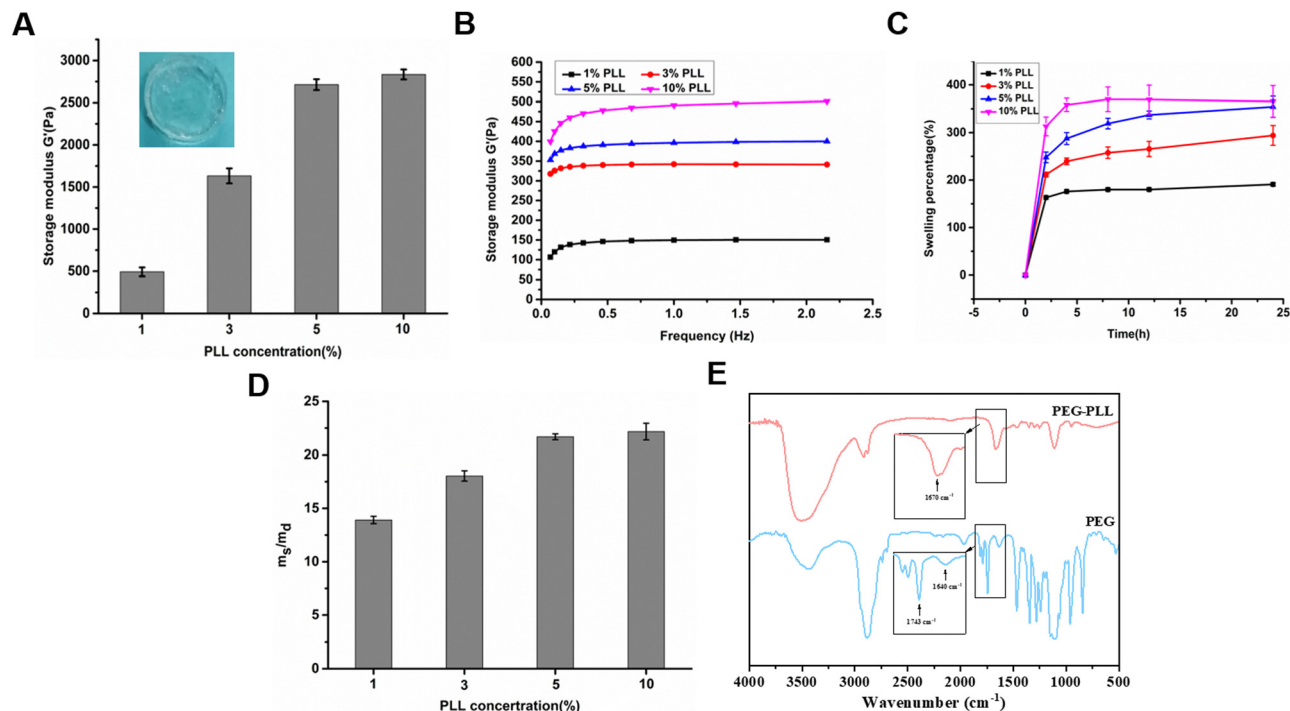 A
Storage modulus G'(Pa)
3000
2500
2000
1500
1000
500
0
1 3 5 10
PLL concentration(%)
B
Storage modulus G'(Pa)
600
550
500
450
400
350
300
250
200
150
100
50
0
1% PLL 3% PLL
5% PLL 10% PLL
0.0 0.5 1.0 1.5 2.0 2.5
Frequency (Hz)
C
Swelling percentage(%)
400
300
200
100
0
1% PLL
3% PLL
5% PLL
10% PLL
-5 0 5 10 15 20 25
Time(h)
D
ms/md
25
20
15
10
5
0
1 3 5 10
PLL concertration(%)
E
PEG-PLL
1670 cm⁻¹
PEG
1640 cm⁻¹
1743 cm⁻¹
4000 3500 3000 2500 2000 1500 1000 500
Wavenumber (cm⁻¹)